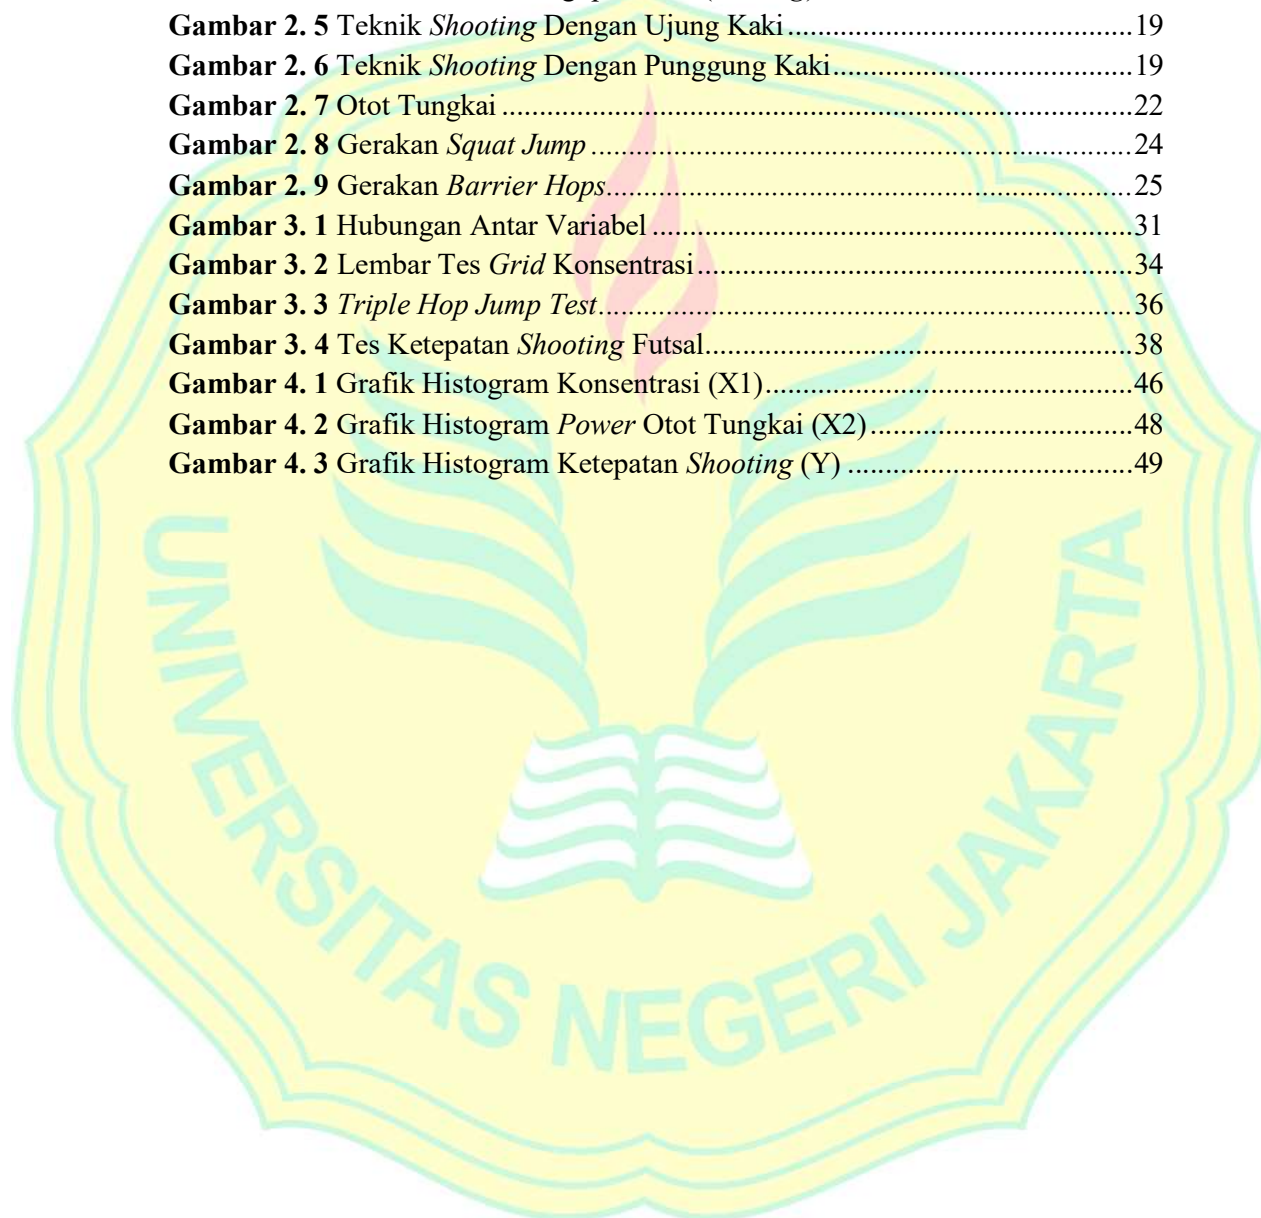 Gambar 2. 5 Teknik Shooting Dengan Ujung Kaki....................................................19
Gambar 2. 6 Teknik Shooting Dengan Punggung Kaki.............................................19
Gambar 2. 7 Otot Tungkai.......................................................................................22
Gambar 2. 8 Gerakan Squat Jump...........................................................................24
Gambar 2. 9 Gerakan Barrier Hops.........................................................................25
Gambar 3. 1 Hubungan Antar Variabel....................................................................31
Gambar 3. 2 Lembar Tes Grid Konsentrasi..............................................................34
Gambar 3. 3 Triple Hop Jump Test..........................................................................36
Gambar 3. 4 Tes Ketepatan Shooting Futsal.............................................................38
Gambar 4. 1 Grafik Histogram Konsentrasi (X1)......................................................46
Gambar 4. 2 Grafik Histogram Power Otot Tungkai (X2).........................................48
Gambar 4. 3 Grafik Histogram Ketepatan Shooting (Y)............................................49
UNIVERSITAS NEGERI JAKARTA